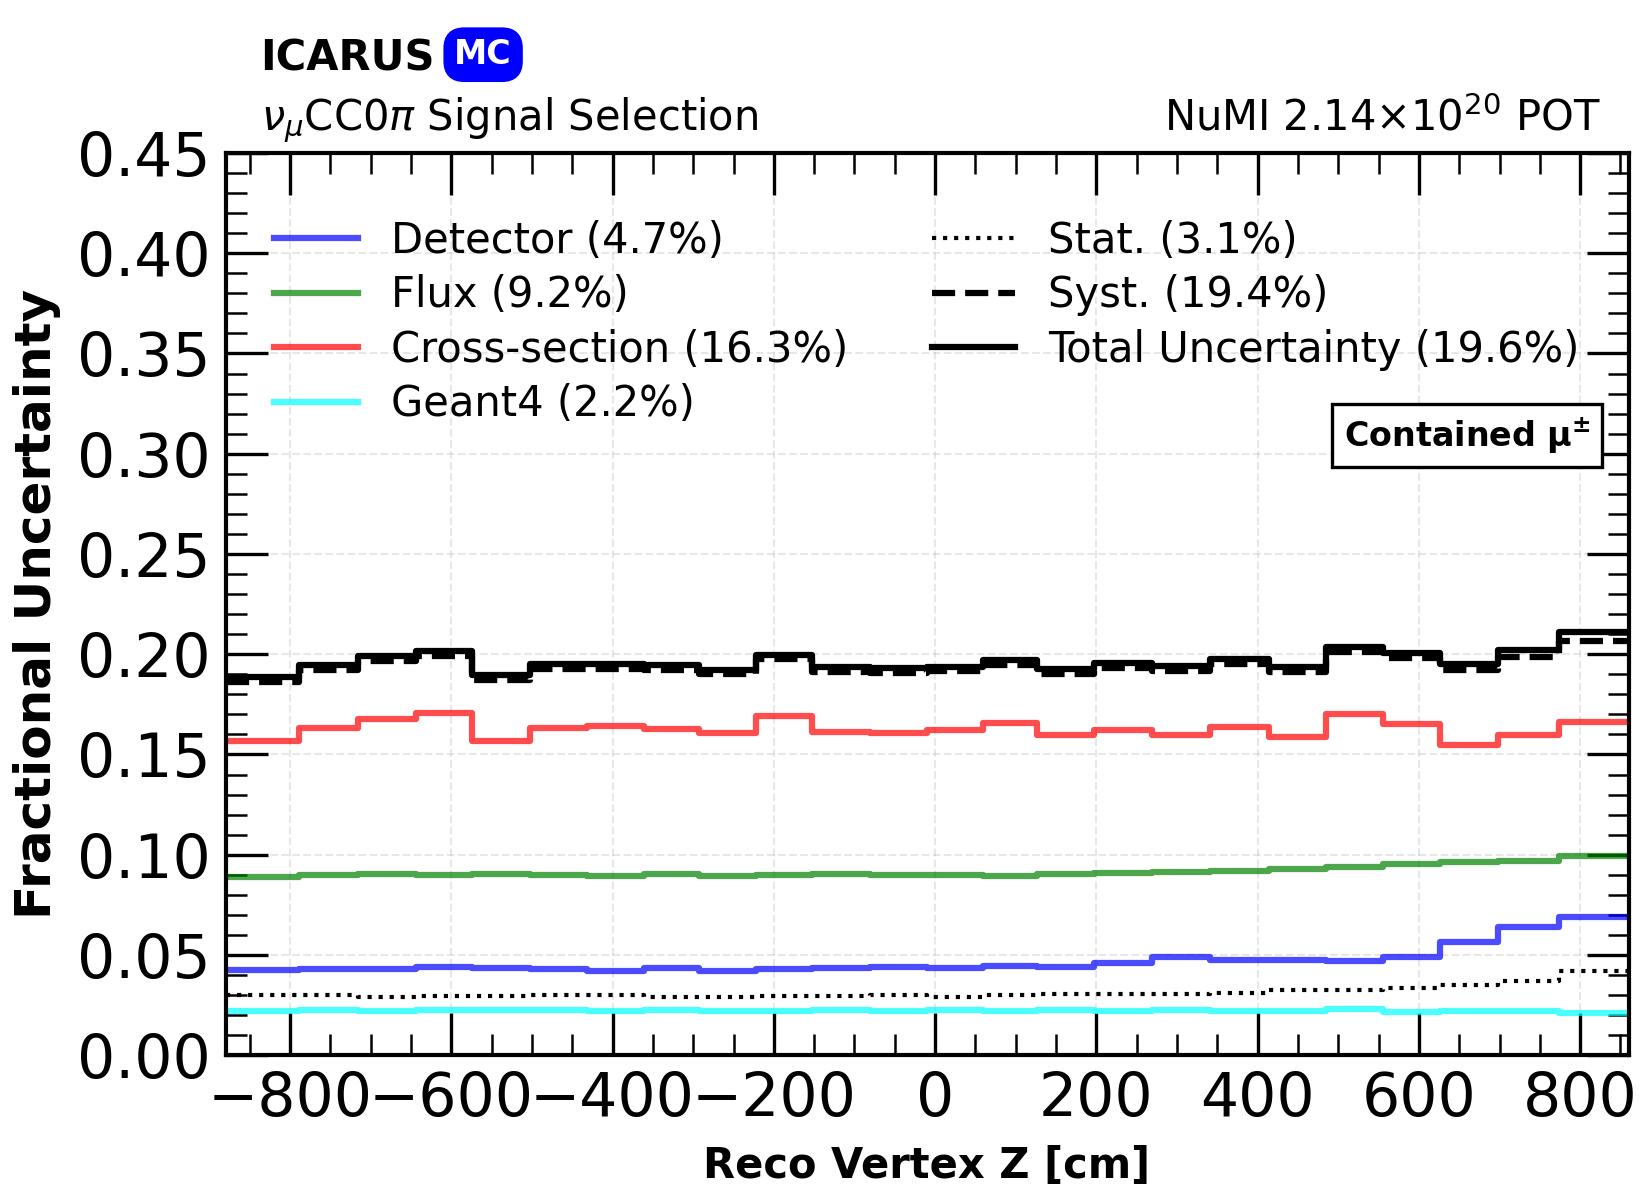 ICARUS MC
νμCC0π Signal Selection
NuMI 2.14×10²⁰ POT
Fractional Uncertainty
0.45
0.40
0.35
0.30
0.25
0.20
0.15
0.10
0.05
0.00
Detector (4.7%)
Flux (9.2%)
Cross-section (16.3%)
Geant4 (2.2%)
Stat. (3.1%)
Syst. (19.4%)
Total Uncertainty (19.6%)
Contained μ±
−800 −600 −400 −200 0 200 400 600 800
Reco Vertex Z [cm]